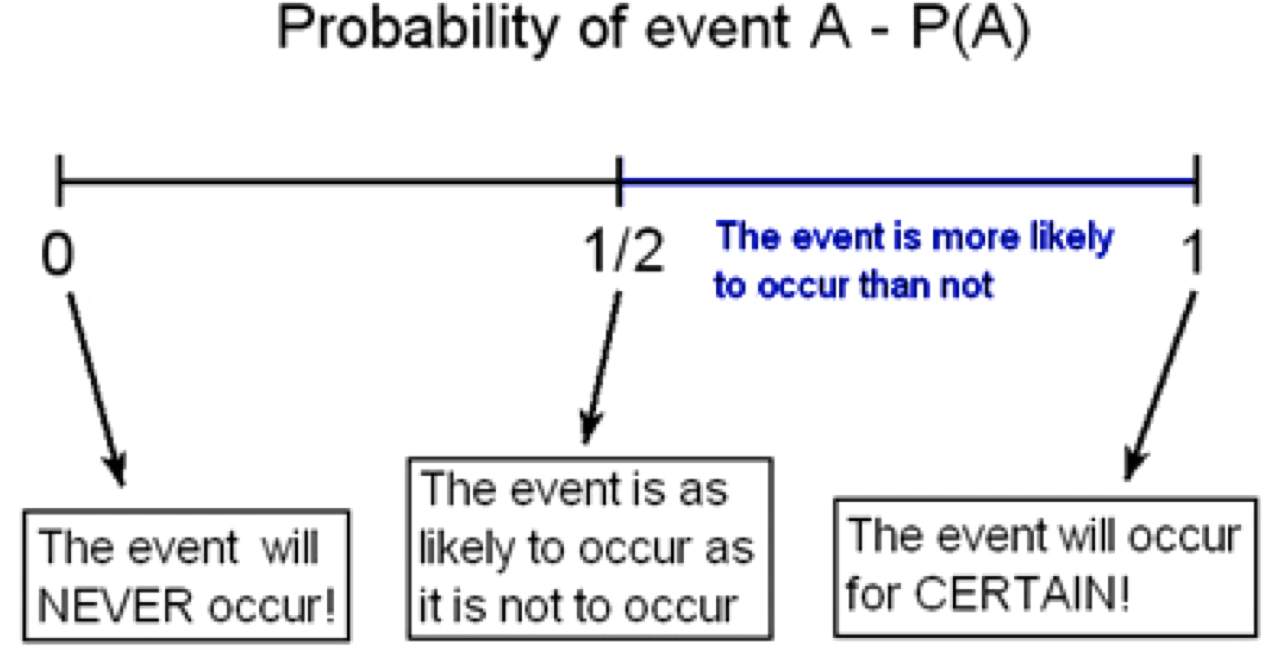 Probability of event A - P(A)
0
1/2
The event is more likely
to occur than not
1
The event will
NEVER occur!
The event is as
likely to occur as
it is not to occur
The event will occur
for CERTAIN!